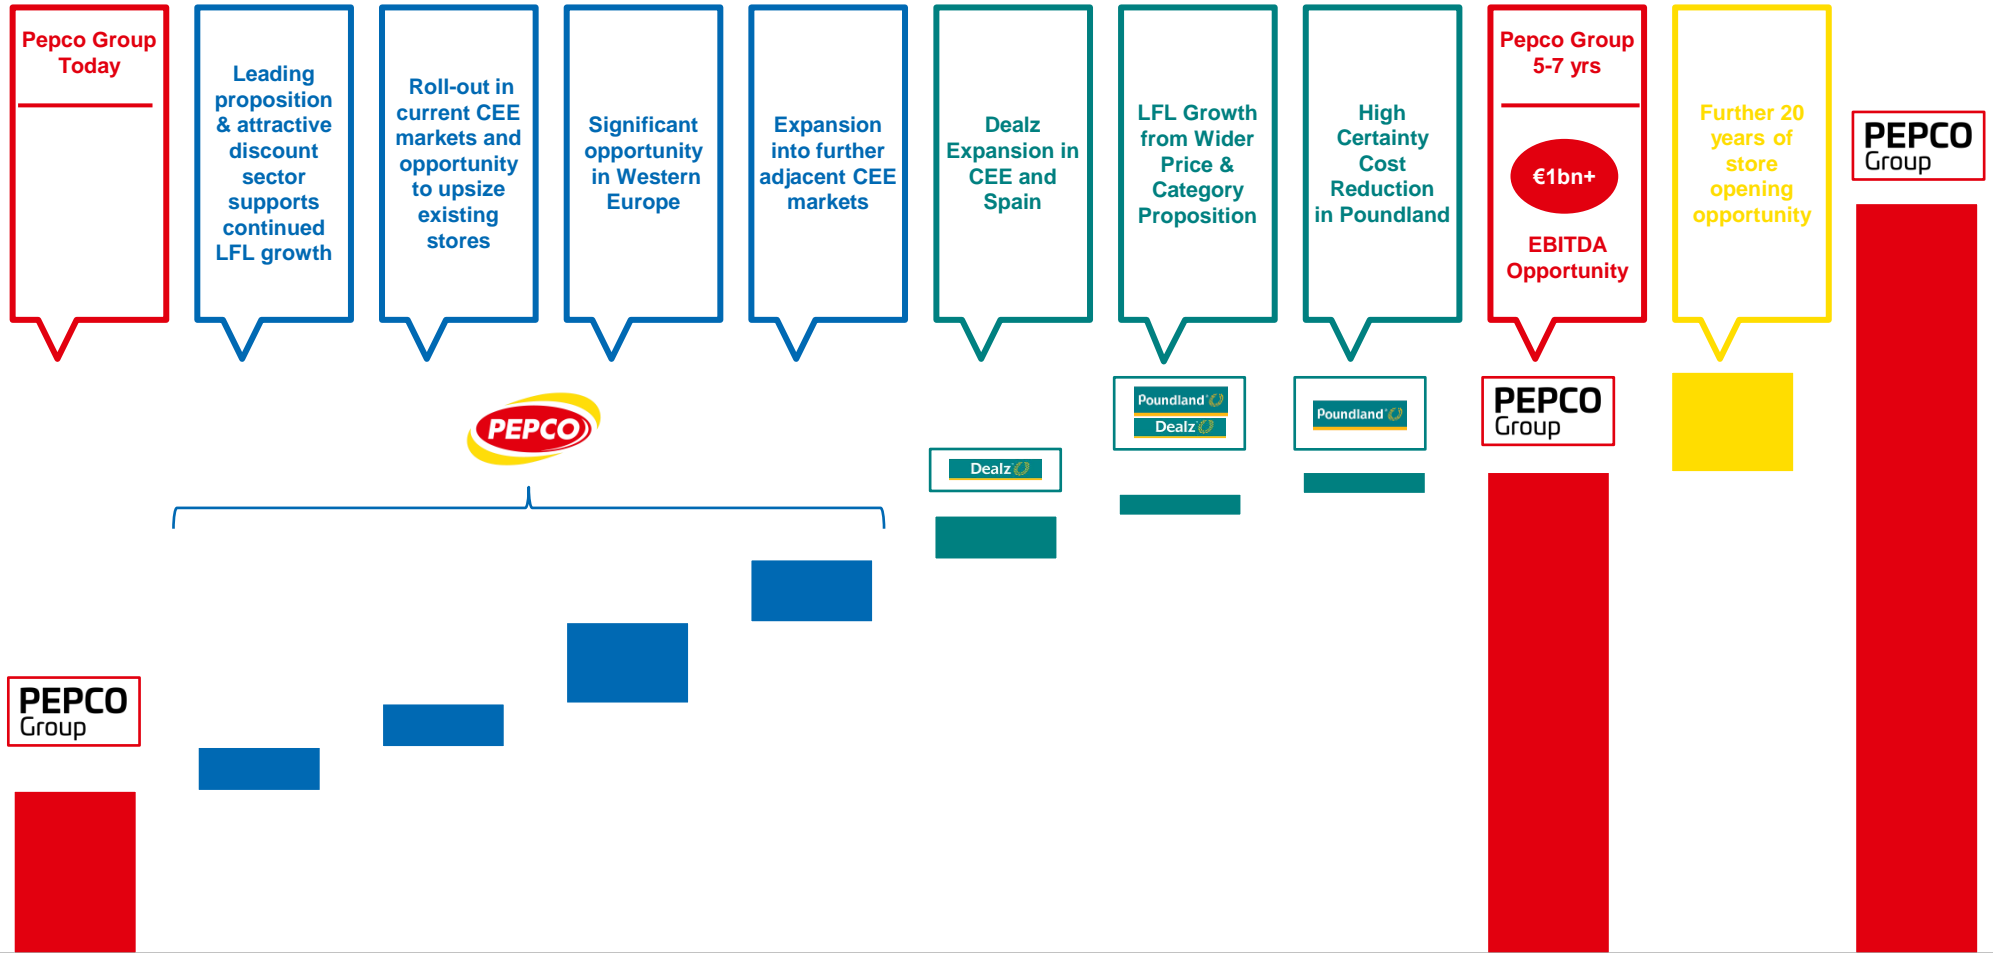 Pepco Group
Today
Leading
proposition
& attractive
discount
sector
supports
continued
LFL growth
Roll-out in
current CEE
markets and
opportunity
to upsize
existing
stores
Significant
opportunity
in Western
Europe
Expansion
into further
adjacent CEE
markets
Dealz
Expansion in
CEE and
Spain
LFL Growth
from Wider
Price &
Category
Proposition
High
Certainty
Cost
Reduction
in Poundland
Pepco Group
5-7 yrs
€1bn+
EBITDA
Opportunity
Further 20
years of
store
opening
opportunity
PEPCO
Group
PEPCO
Dealz
Poundland
Dealz
Poundland
PEPCO
Group
PEPCO
Group